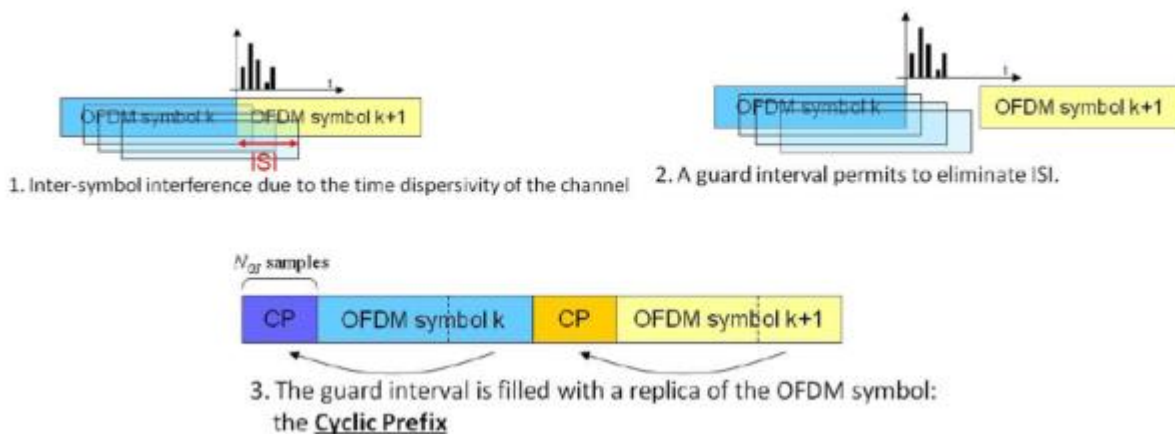 t
OFDM symbol k
OFDM symbol k+1
ISI
1. Inter-symbol interference due to the time dispersivity of the channel
t
OFDM symbol k
OFDM symbol k+1
2. A guard interval permits to eliminate ISI.
samples
CP
OFDM symbol k
CP
OFDM symbol k+1
3. The guard interval is filled with a replica of the OFDM symbol:
the Cyclic Prefix